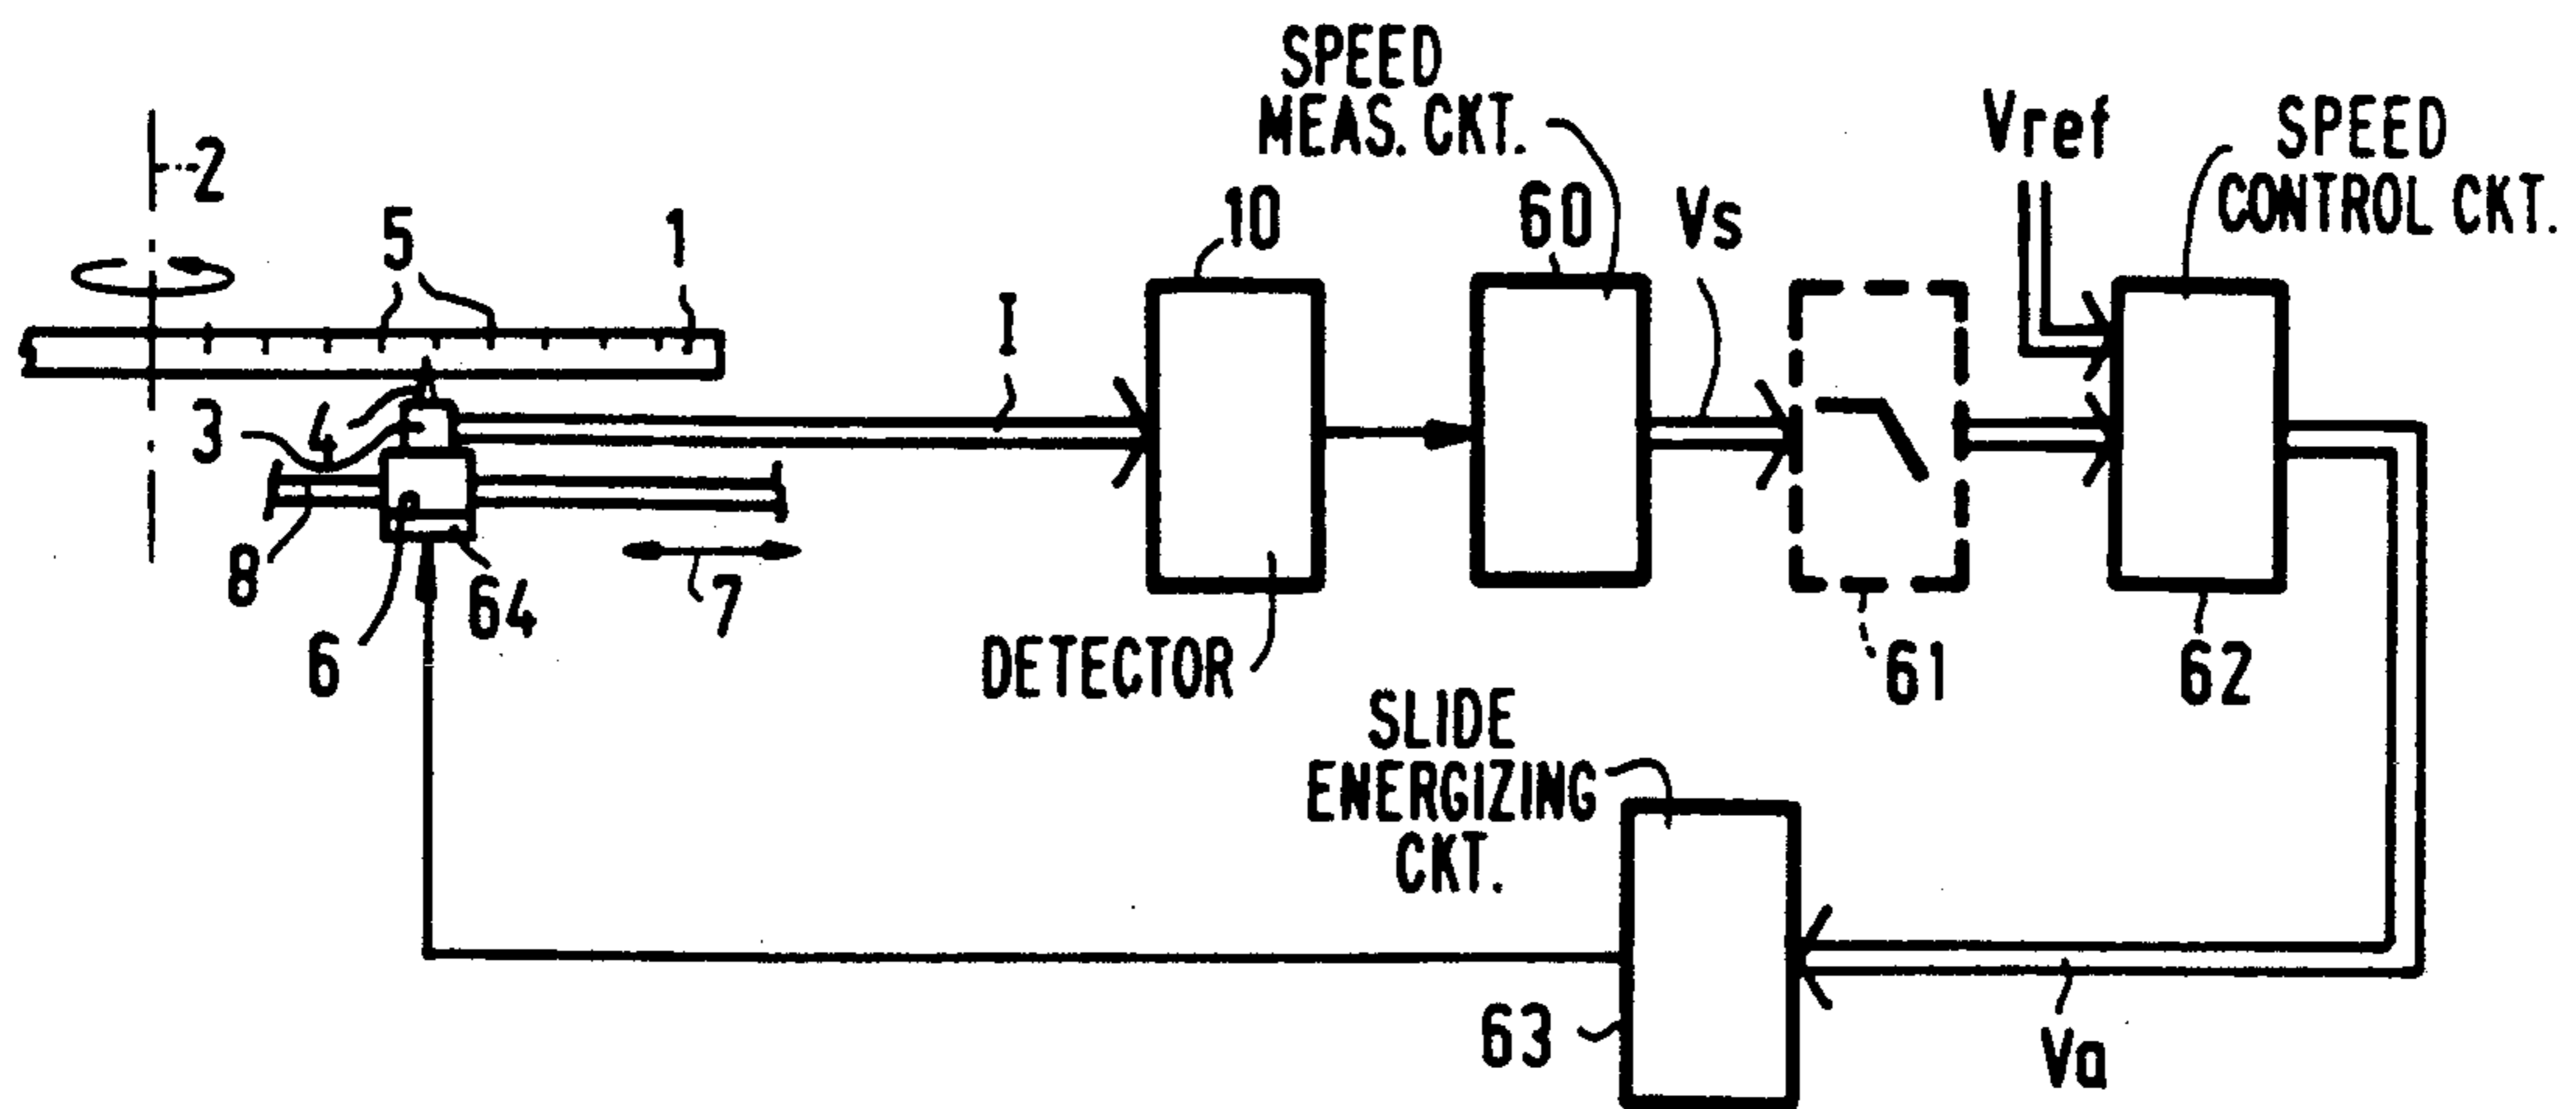 SPEED
MEAS. CKT.
Vref
SPEED
CONTROL CKT.
2
5
1
10
60
Vs
I
3
4
8
6
64
7
DETECTOR
61
62
SLIDE
ENERGIZING
CKT.
63
Va